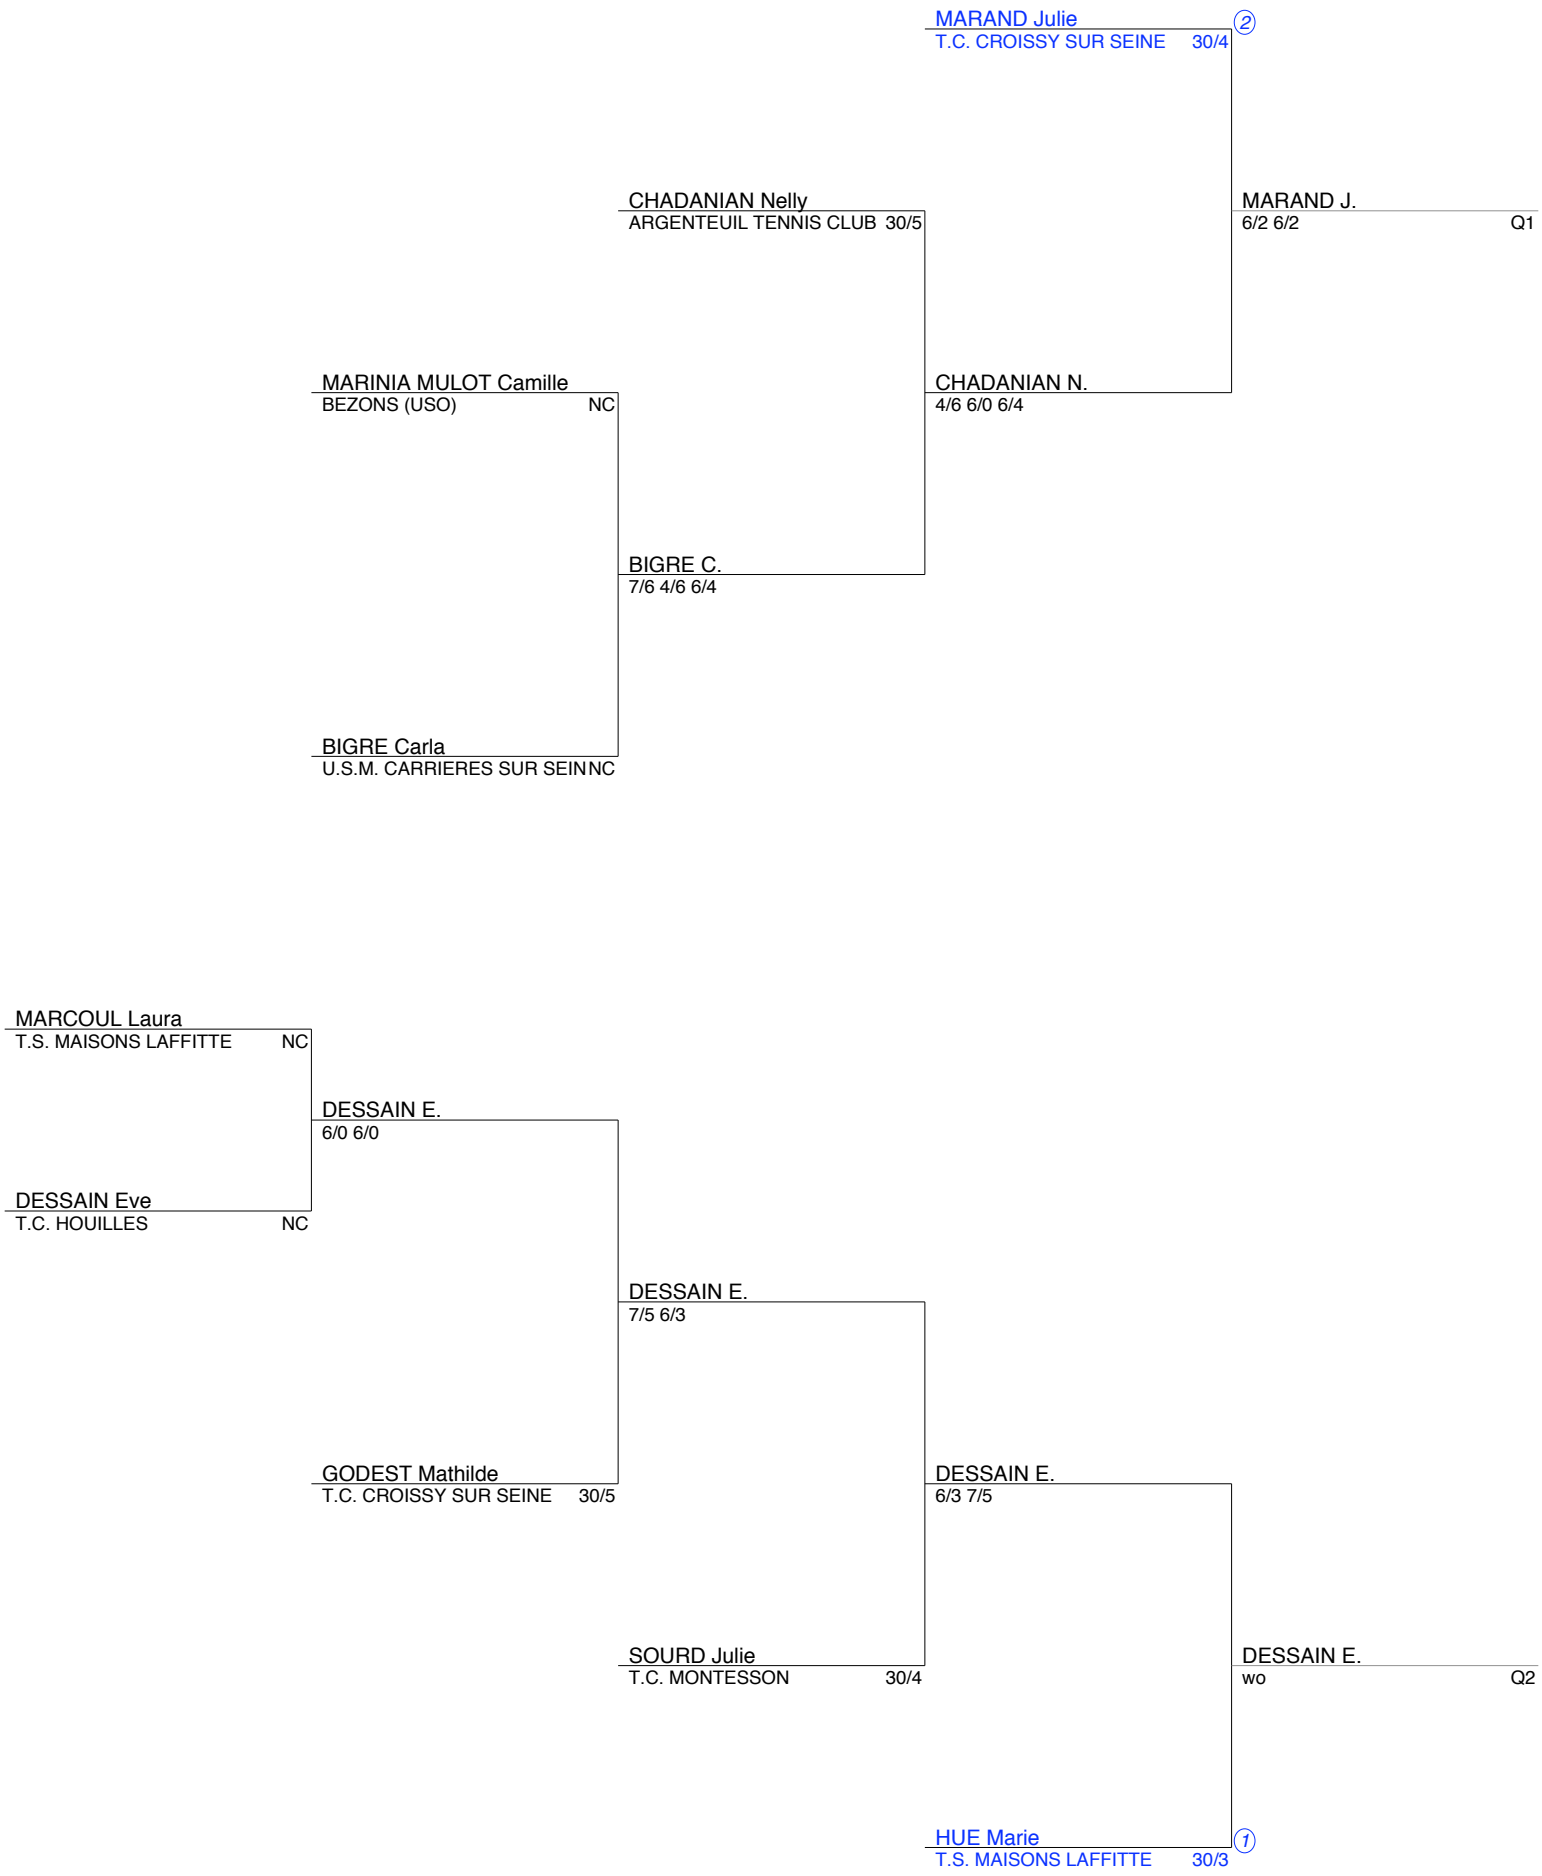 MARAND Julie ②
T.C. CROISSY SUR SEINE 30/4
CHADANIAN Nelly
ARGENTEUIL TENNIS CLUB 30/5
MARAND J.
6/2 6/2 Q1
MARINIA MULOT Camille
BEZONS (USO) NC
CHADANIAN N.
4/6 6/0 6/4
BIGRE C.
7/6 4/6 6/4
BIGRE Carla
U.S.M. CARRIERES SUR SEIN NC
MARCOUL Laura
T.S. MAISONS LAFFITTE NC
DESSAIN E.
6/0 6/0
DESSAIN Eve
T.C. HOUILLES NC
DESSAIN E.
7/5 6/3
GODEST Mathilde
T.C. CROISSY SUR SEINE 30/5
DESSAIN E.
6/3 7/5
SOURD Julie
T.C. MONTESSON 30/4
DESSAIN E.
wo Q2
HUE Marie ①
T.S. MAISONS LAFFITTE 30/3